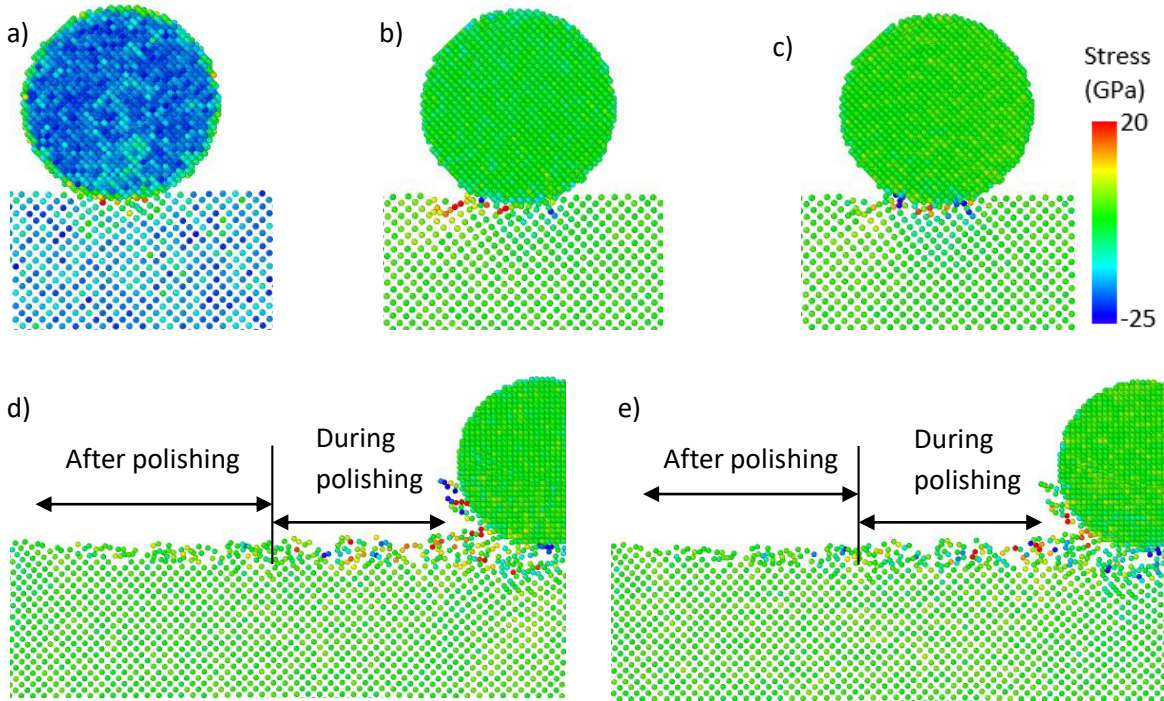 a)
b)
c)
Stress
(GPa)
20
-25
d)
After polishing
During
polishing
e)
After polishing
During
polishing